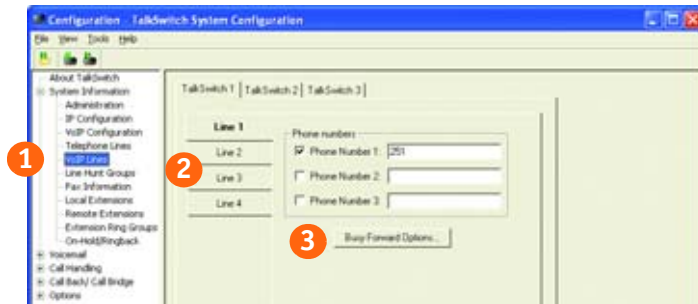 Configuration - TalkSwitch System Configuration
File View Tools Help
About TalkSwitch
System Information
Administration
IP Configuration
VoIP Configuration
Telephone Lines
VoIP Lines
Line Hunt Groups
Fax Information
Local Extensions
Remote Extensions
Extension Ring Groups
On-Hold/Ringback
Voicemail
Call Handling
Call Back/ Call Bridge
Options
1
TalkSwitch 1 TalkSwitch 2 TalkSwitch 3
2
Line 1
Line 2
Line 3
Line 4
Phone numbers
Phone Number 1: 251
Phone Number 2:
Phone Number 3:
3
Busy Forward Options...